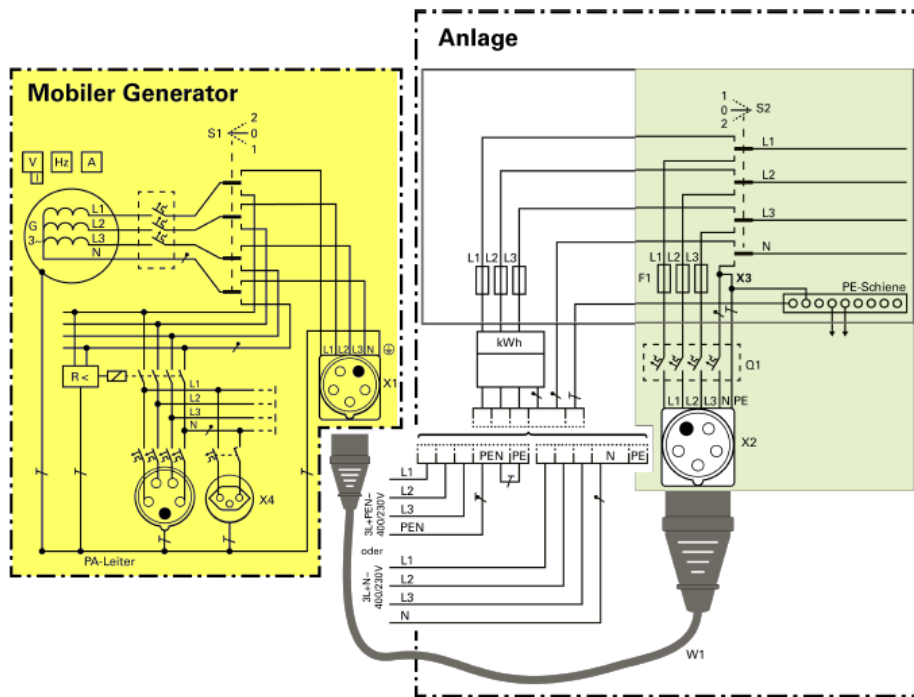 Anlage
Mobiler Generator
S1
2
0
1
V
Hz
A
G
3~
L1
L2
L3
N
R <
L1
L2
L3
N
X4
PA-Leiter
L1 L2 L3 N
X1
1
0
2
S2
L1
L2
L3
N
L1 L2 L3
F1
L1 L2 L3
X3
PE-Schiene
kWh
Q1
L1 L2 L3 N PE
X2
PEN PE
N PE
3L+PEN~
400/230V
L1
L2
L3
PEN
oder
3L+N~
400/230V
L1
L2
L3
N
W1